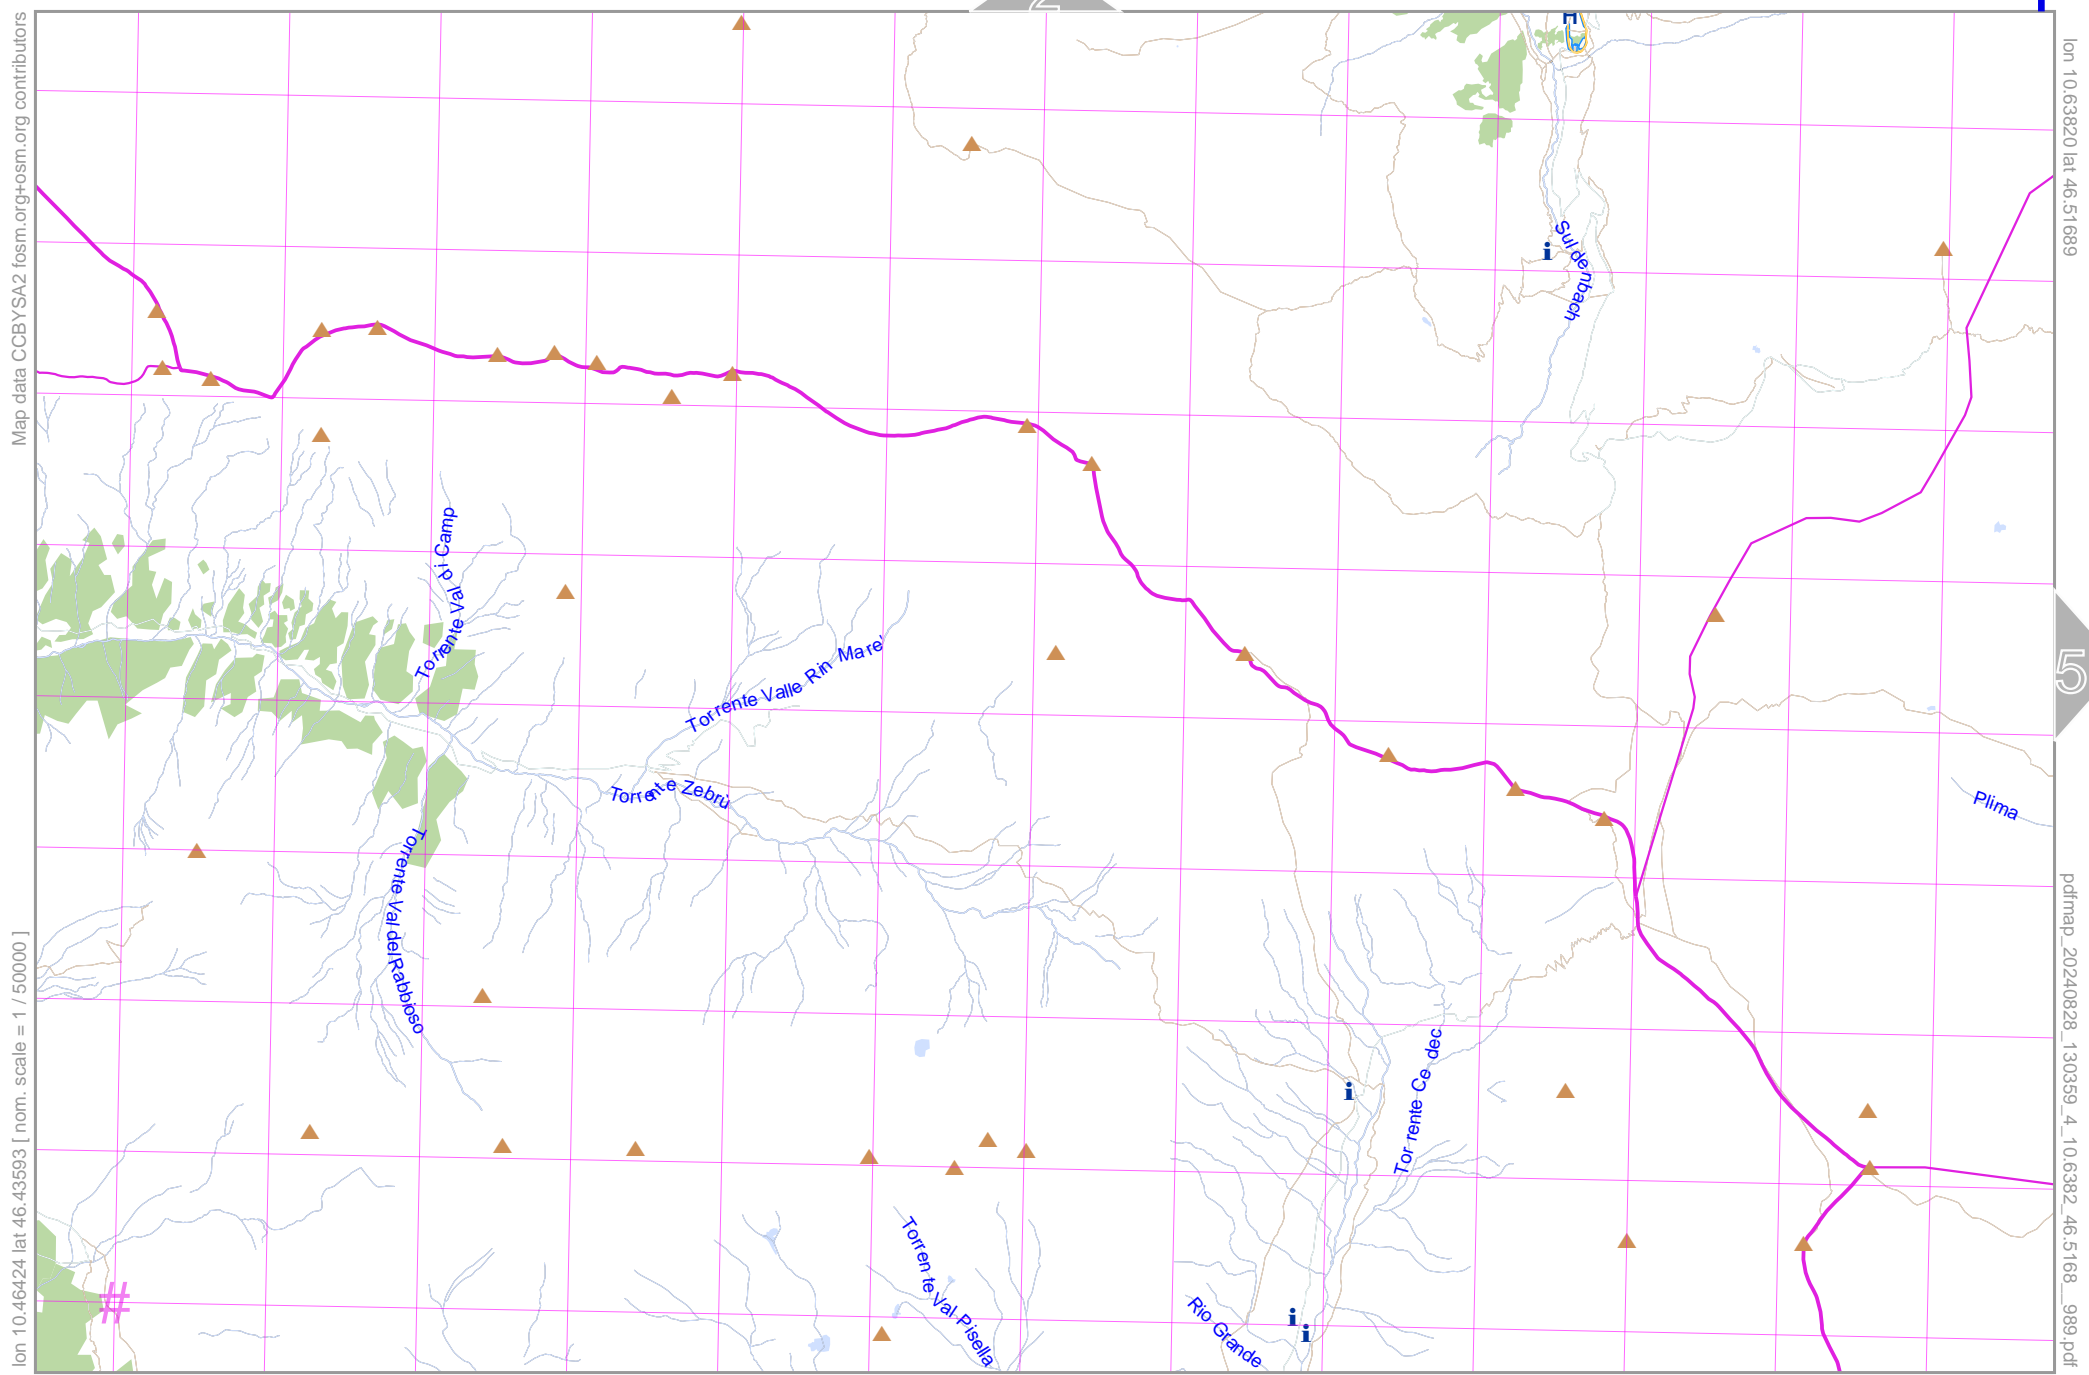 2
H
Map data CCBYSA2 fosm.org+osm.org contributors
lon 10.63820 lat 46.51689
Suldenbach
i
Torrente Val di Camp
Torrente Valle Rin Mare'
5
Torrente Zebrù
Plima
Torrente Val del Rabbioso
lon 10.46424 lat 46.43593 [ nom. scale = 1 / 50000 ]
pdfmap_20240828_130359_4_10.6382_46.5168__989.pdf
Torrente Cedec
i
Torrente Val Pisella
#
Rio Grande
i
i